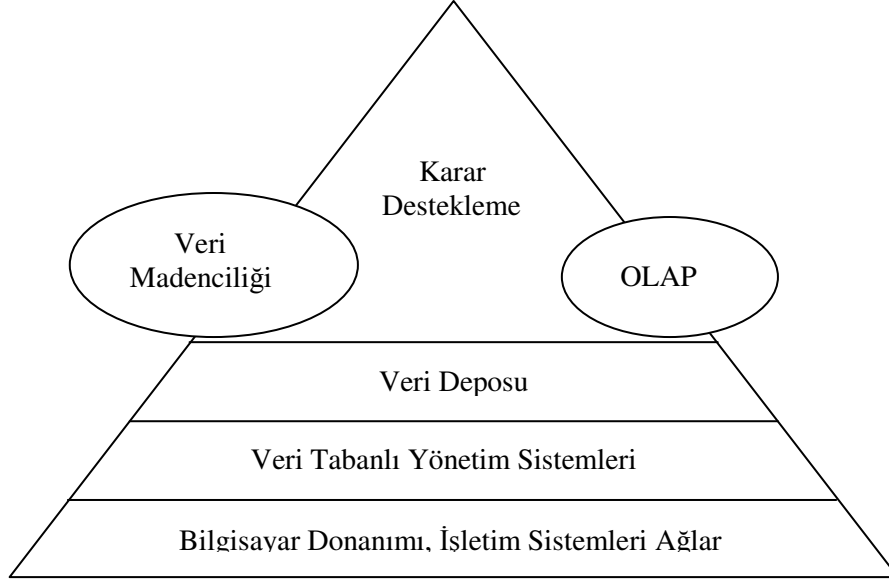 Karar
Destekleme
Veri
Madenciliği
OLAP
Veri Deposu
Veri Tabanlı Yönetim Sistemleri
Bilgisayar Donanımı, İşletim Sistemleri Ağlar